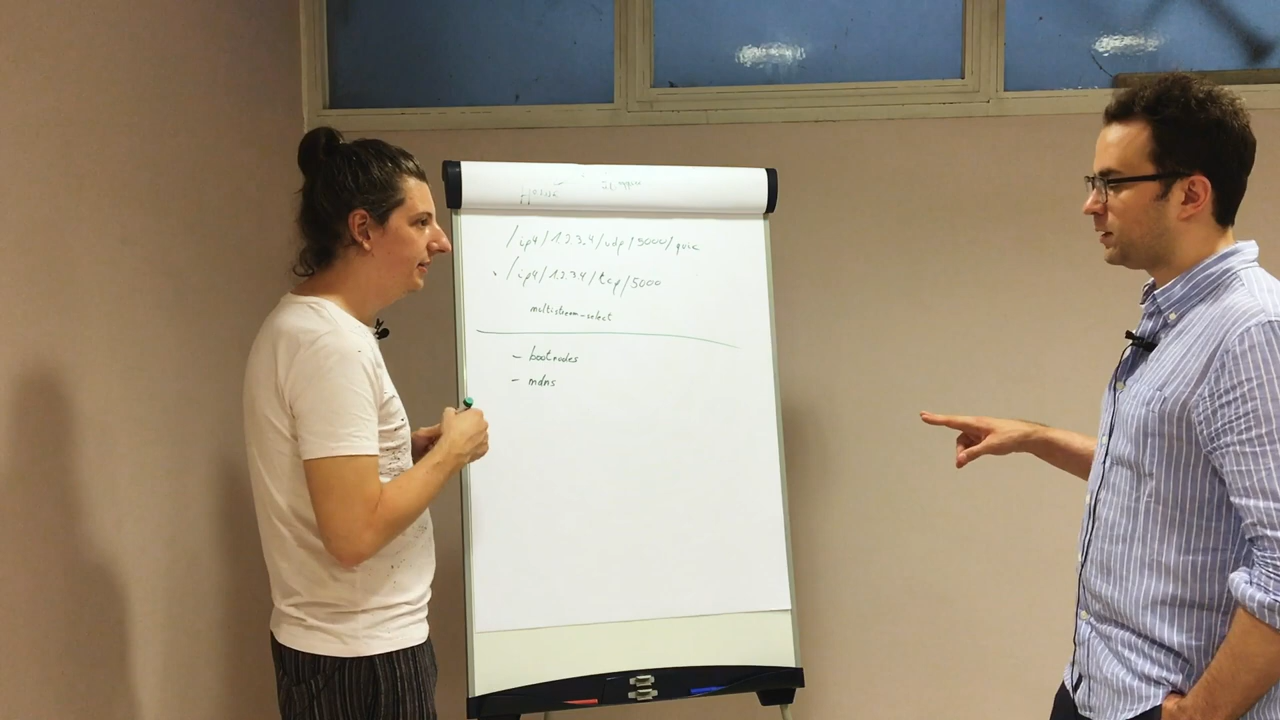 /ip4/1.2.3.4/udp/5000/quic
/ip4/1.2.3.4/tcp/5000
multistream-select
- bootnodes
- mdns